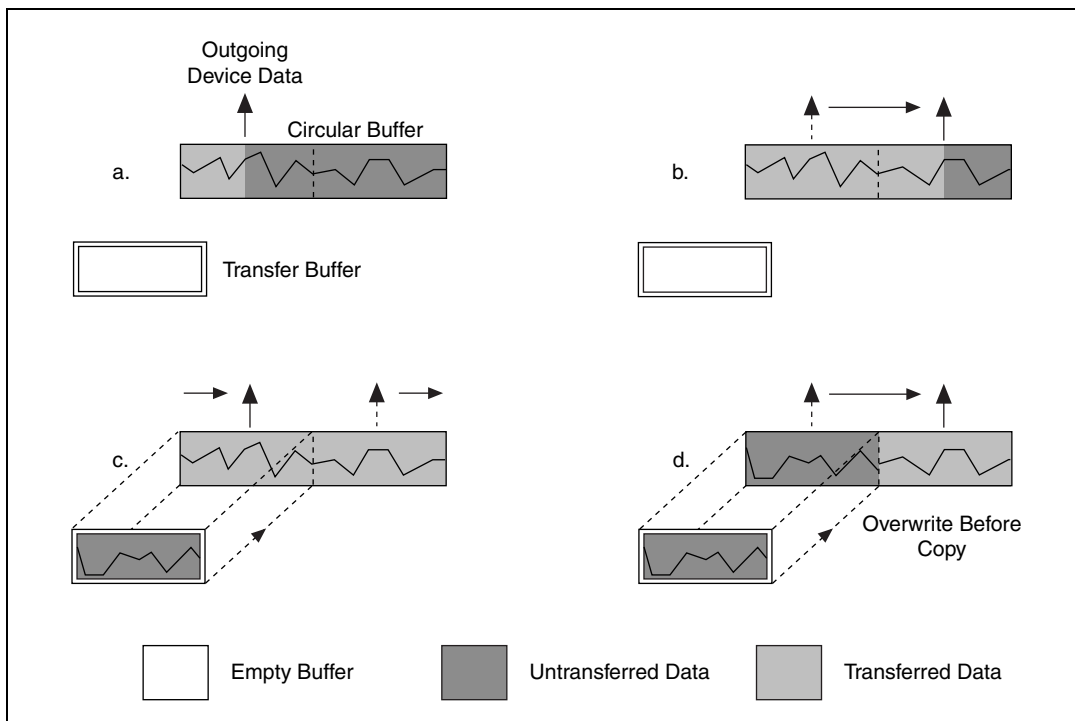 Outgoing
Device Data
Circular Buffer
a.
b.
Transfer Buffer
c.
d.
Overwrite Before
Copy
Empty Buffer
Untransferred Data
Transferred Data